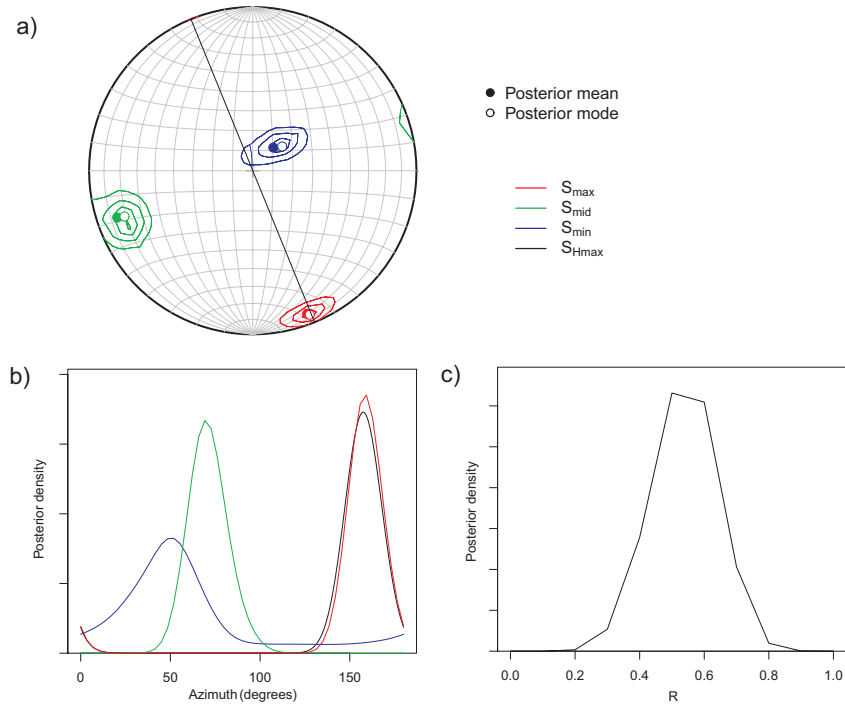 a)
Posterior mean
Posterior mode
Smax
Smid
Smin
SHmax
b)
Posterior density
0 50 100 150
Azimuth (degrees)
c)
Posterior density
0.0 0.2 0.4 0.6 0.8 1.0
R